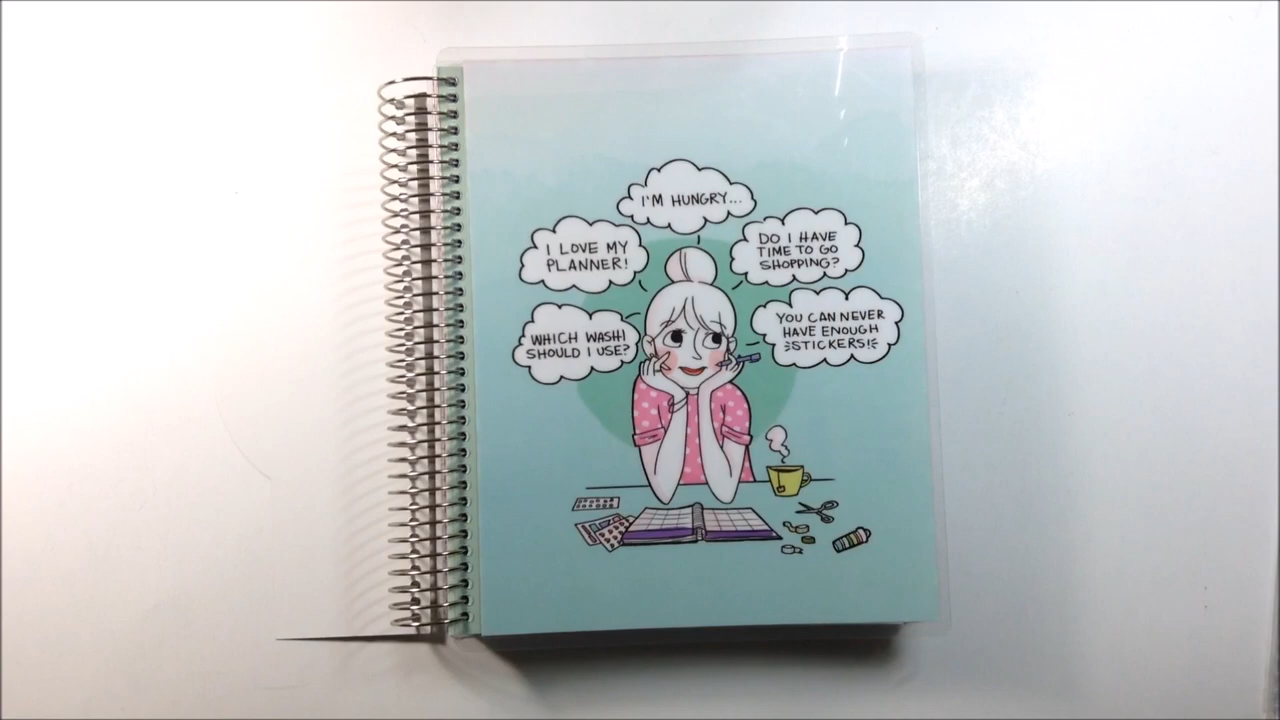 I'M HUNGRY...
I LOVE MY
PLANNER!
DO I HAVE
TIME TO GO
SHOPPING?
WHICH WASHI
SHOULD I USE?
YOU CAN NEVER
HAVE ENOUGH
STICKERS!